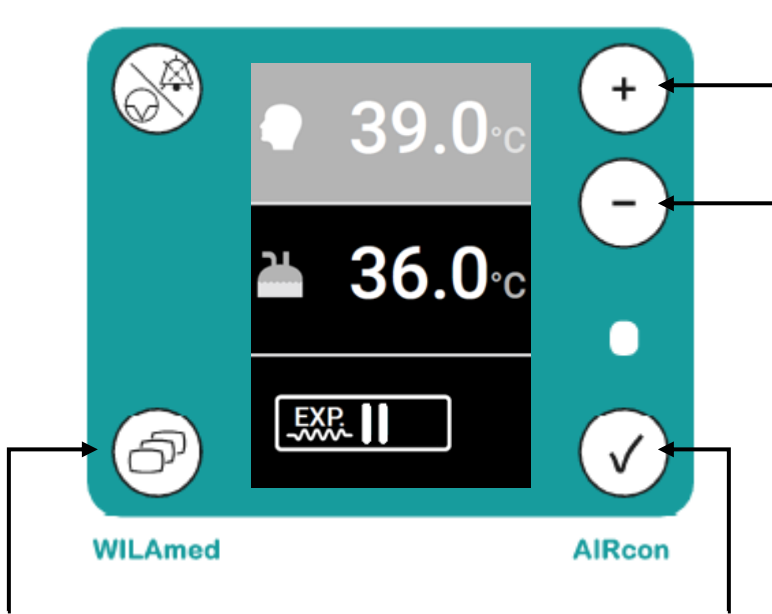 +
39.0°C
−
36.0°C
EXP.
WILAmed
AIRcon